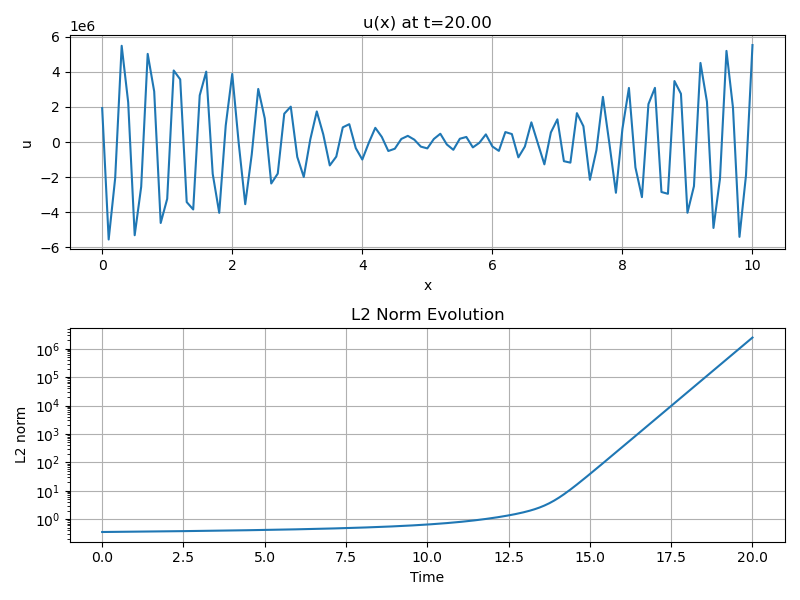 u(x) at t=20.00
1e6
6
4
2
0
−2
−4
−6
u
0 2 4 6 8 10
x
L2 Norm Evolution
10^6
10^5
10^4
10^3
10^2
10^1
10^0
L2 norm
0.0 2.5 5.0 7.5 10.0 12.5 15.0 17.5 20.0
Time